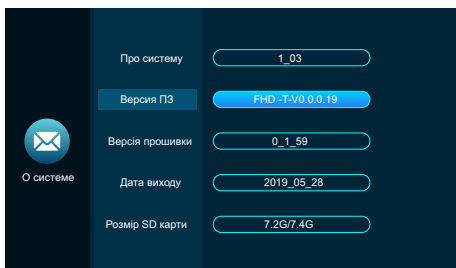 Про систему 1_03
Версия ПЗ FHD -T-V0.0.0.19
Версія прошивки 0_1_59
О системе
Дата виходу 2019_05_28
Розмір SD карти 7.2G/7.4G